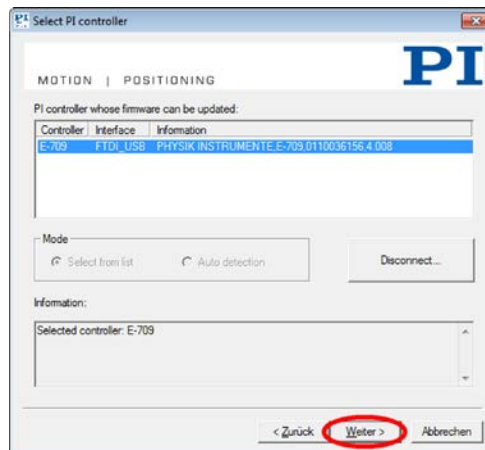 Select PI controller
PI
MOTION | POSITIONING
PI controller whose firmware can be updated:
Controller Interface Information
E-709 FTDI_USB PHYSIK INSTRUMENTE,E-709,0110036156,4.008
Mode
Select from list Auto detection
Disconnect...
Information:
Selected controller: E-709
< Zurück Weiter > Abbrechen